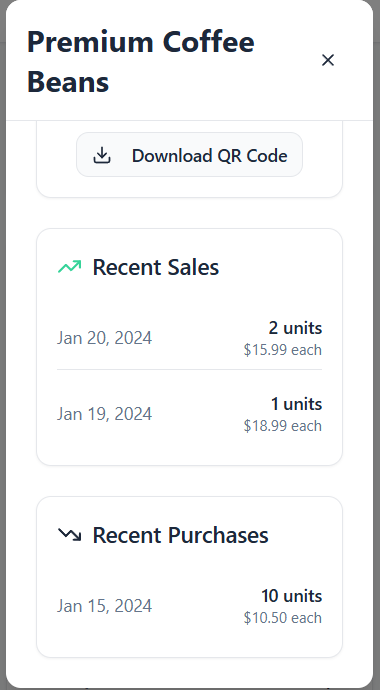 Premium Coffee
Beans
Download QR Code
Recent Sales
Jan 20, 2024
2 units
$15.99 each
Jan 19, 2024
1 units
$18.99 each
Recent Purchases
Jan 15, 2024
10 units
$10.50 each